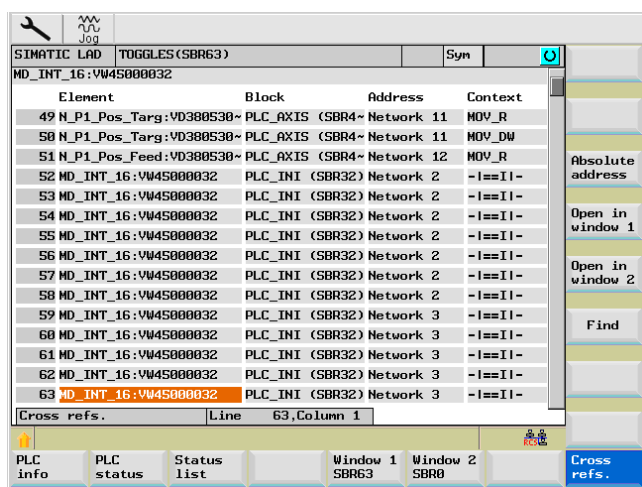 Jog
SIMATIC LAD TOGGLES(SBR63) Sym
MD_INT_16:VW45000032
Element Block Address Context
49 N_P1_Pos_Targ:VD380530~ PLC_AXIS (SBR4~ Network 11 MOV_R
50 N_P1_Pos_Targ:VD380530~ PLC_AXIS (SBR4~ Network 11 MOV_DW
51 N_P1_Pos_Feed:VD380530~ PLC_AXIS (SBR4~ Network 12 MOV_R
52 MD_INT_16:VW45000032 PLC_INI (SBR32) Network 2 -|==I|-
53 MD_INT_16:VW45000032 PLC_INI (SBR32) Network 2 -|==I|-
54 MD_INT_16:VW45000032 PLC_INI (SBR32) Network 2 -|==I|-
55 MD_INT_16:VW45000032 PLC_INI (SBR32) Network 2 -|==I|-
56 MD_INT_16:VW45000032 PLC_INI (SBR32) Network 2 -|==I|-
57 MD_INT_16:VW45000032 PLC_INI (SBR32) Network 2 -|==I|-
58 MD_INT_16:VW45000032 PLC_INI (SBR32) Network 2 -|==I|-
59 MD_INT_16:VW45000032 PLC_INI (SBR32) Network 3 -|==I|-
60 MD_INT_16:VW45000032 PLC_INI (SBR32) Network 3 -|==I|-
61 MD_INT_16:VW45000032 PLC_INI (SBR32) Network 3 -|==I|-
62 MD_INT_16:VW45000032 PLC_INI (SBR32) Network 3 -|==I|-
63 MD_INT_16:VW45000032 PLC_INI (SBR32) Network 3 -|==I|-
Cross refs. Line 63,Column 1
RCS
Absolute
address
Open in
window 1
Open in
window 2
Find
PLC
info
PLC
status
Status
list
Window 1
SBR63
Window 2
SBR0
Cross
refs.